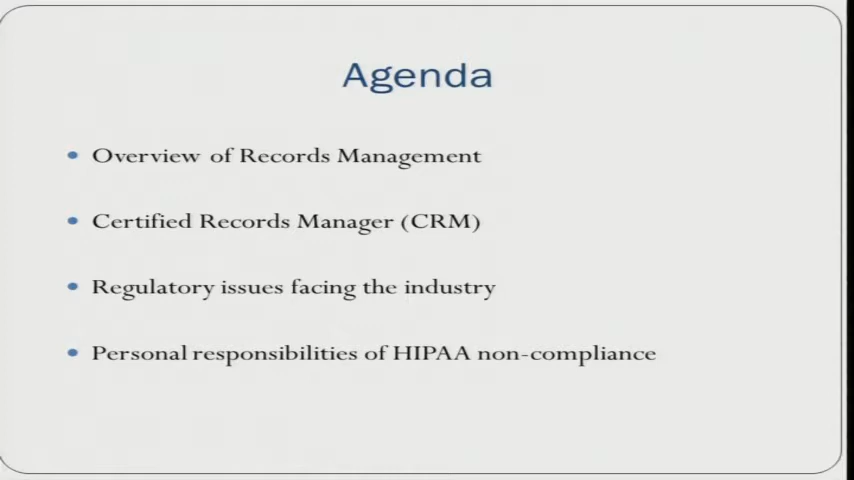 Agenda
Overview of Records Management
Certified Records Manager (CRM)
Regulatory issues facing the industry
Personal responsibilities of HIPAA non-compliance